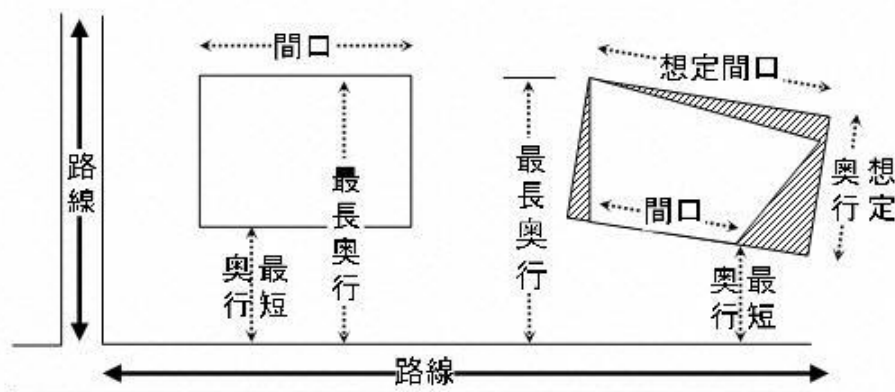 路線
間口
最長奥行
最短奥行
最長奥行
想定間口
間口
想定奥行
最短奥行
路線